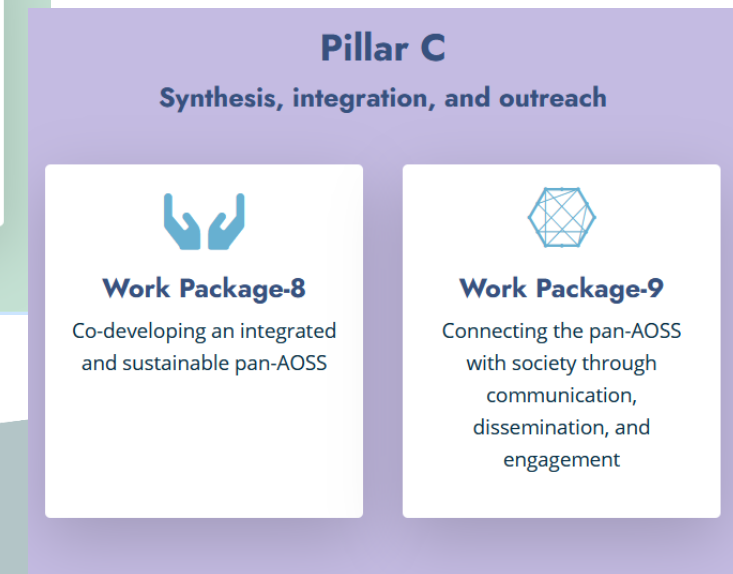 Pillar C
Synthesis, integration, and outreach
Work Package-8
Co-developing an integrated
and sustainable pan-AOSS
Work Package-9
Connecting the pan-AOSS
with society through
communication,
dissemination, and
engagement